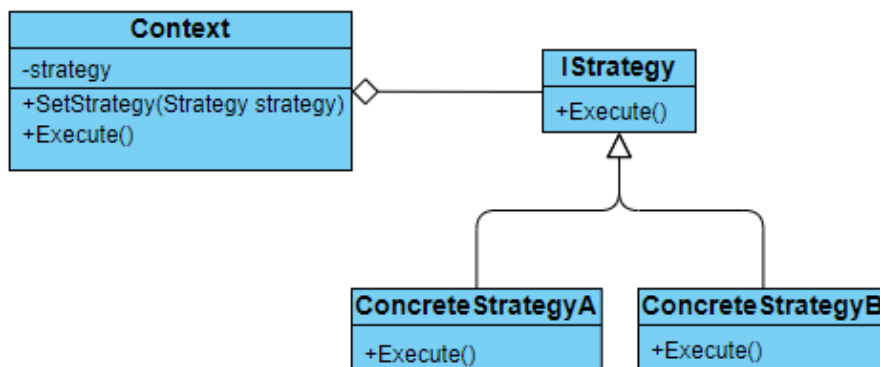 Context
-strategy
+SetStrategy(Strategy strategy)
+Execute()
IStrategy
+Execute()
ConcreteStrategyA
+Execute()
ConcreteStrategyB
+Execute()